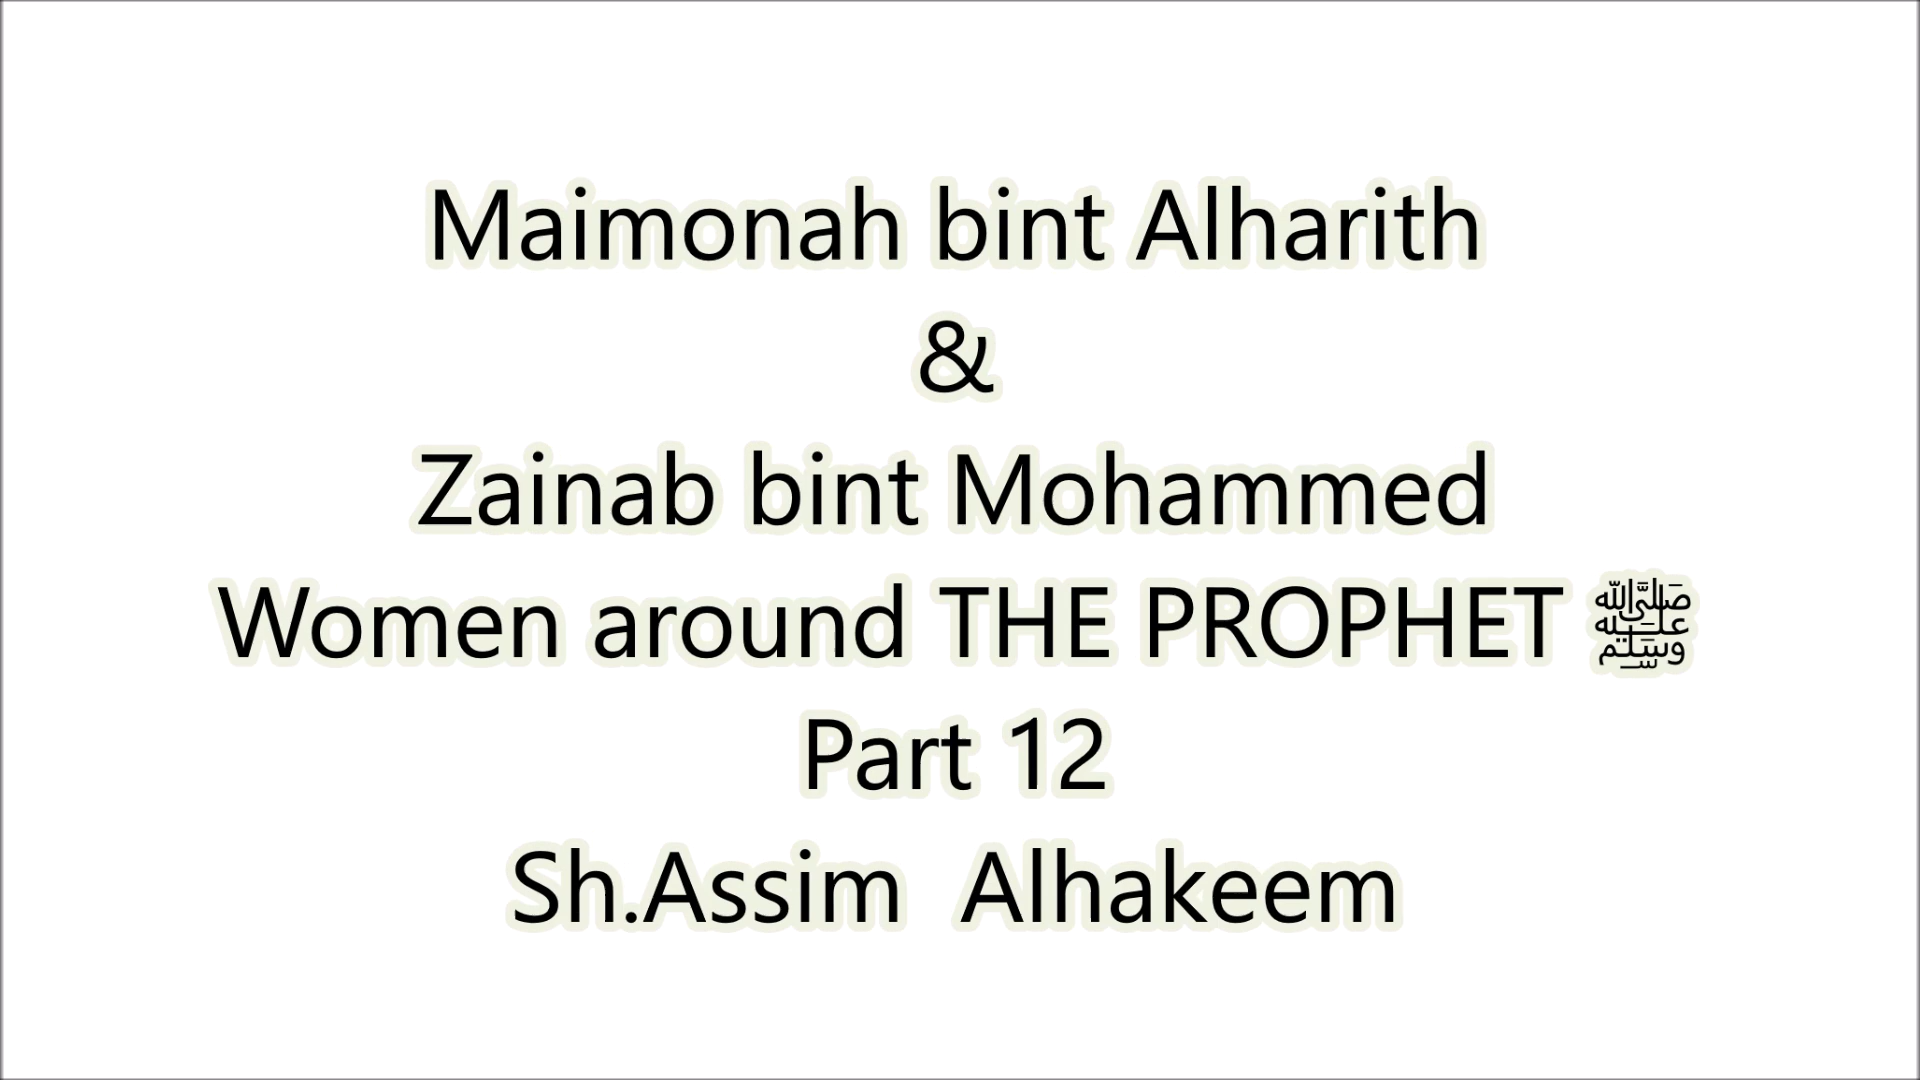 Maimonah bint Alharith
&
Zainab bint Mohammed
Women around THE PROPHET ﷺ
Part 12
Sh.Assim  Alhakeem